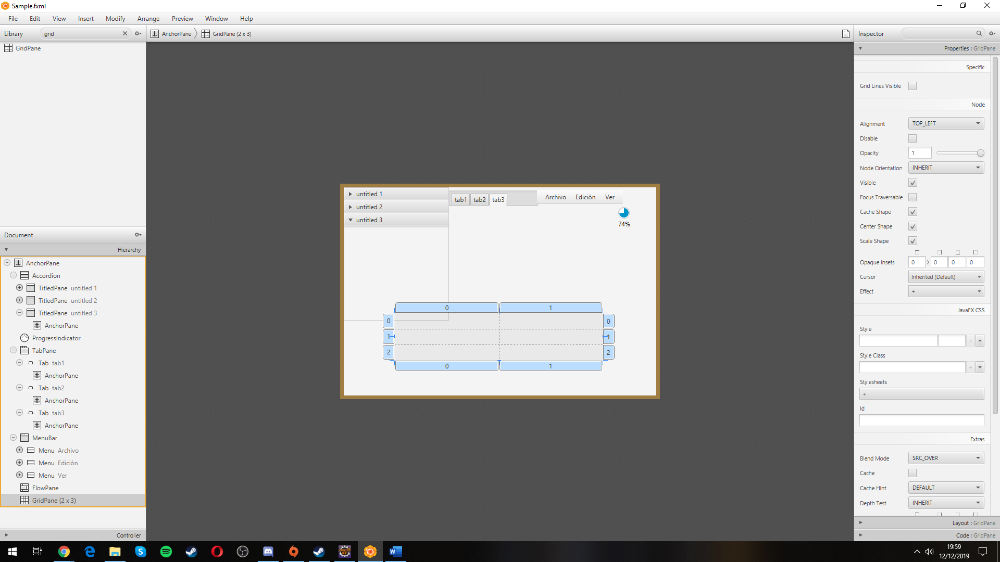 Sample.fxml
File Edit View Insert Modify Arrange Preview Window Help
Library grid
AnchorPane GridPane (2 x 3)
Inspector
GridPane
Properties : GridPane
Specific
Grid Lines Visible
Node
Alignment TOP_LEFT
Disable
Opacity 1
Node Orientation INHERIT
Visible
Focus Traversable
Cache Shape
Center Shape
Scale Shape
Opaque Insets 0 0 0 0
Cursor Inherited (Default)
Effect +
JavaFX CSS
Style
+
Style Class
+
Stylesheets
+
Id
Extras
Blend Mode SRC_OVER
Cache
Cache Hint DEFAULT
Depth Test INHERIT
Layout : GridPane
Code : GridPane
untitled 1
untitled 2
untitled 3
tab1 tab2 tab3
Archivo Edición Ver
74%
0 1
0 0
1 1
2 2
0 1
Document
Hierarchy
AnchorPane
Accordion
TitledPane untitled 1
TitledPane untitled 2
TitledPane untitled 3
AnchorPane
ProgressIndicator
TabPane
Tab tab1
AnchorPane
Tab tab2
AnchorPane
Tab tab3
AnchorPane
MenuBar
Menu Archivo
Menu Edición
Menu Ver
FlowPane
GridPane (2 x 3)
Controller
19:59
12/12/2019